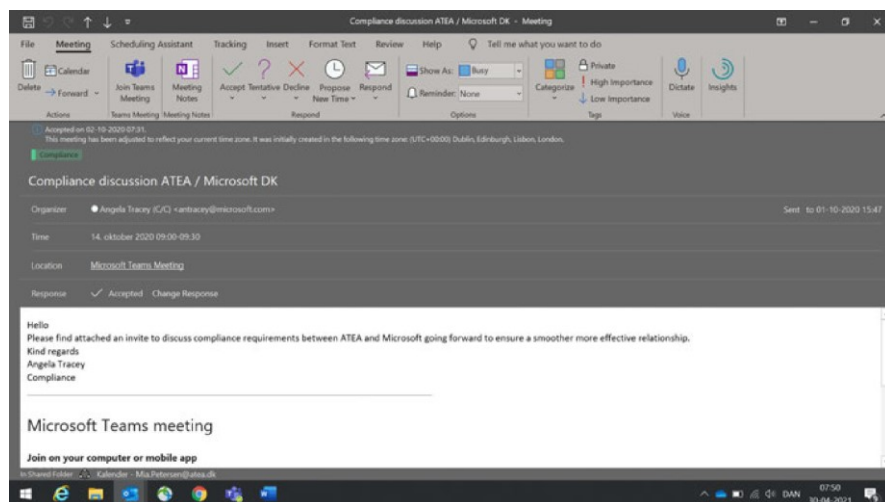 Compliance discussion ATEA / Microsoft DK - Meeting
File Meeting Scheduling Assistant Tracking Insert Format Text Review Help Tell me what you want to do
Delete
Calendar
Forward
Actions
Join Teams Meeting
Teams Meeting
Meeting Notes
Meeting Notes
Accept Tentative Decline Propose New Time Respond
Respond
Show As: Busy
Reminder: None
Options
Categorize
Private
High Importance
Low Importance
Tags
Dictate
Voice
Insights
Accepted on 02-10-2020 07:31.
This meeting has been adjusted to reflect your current time zone. It was initially created in the following time zone: (UTC+00:00) Dublin, Edinburgh, Lisbon, London.
Compliance
Compliance discussion ATEA / Microsoft DK
Organizer Angela Tracey (C/C) <antracey@microsoft.com> Sent to 01-10-2020 15:47
Time 14. oktober 2020 09:00-09:30
Location Microsoft Teams Meeting
Response Accepted Change Response
Hello
Please find attached an invite to discuss compliance requirements between ATEA and Microsoft going forward to ensure a smoother more effective relationship.
Kind regards
Angela Tracey
Compliance
Microsoft Teams meeting
Join on your computer or mobile app
In Shared Folder Kalender - Mia.Petersen@atea.dk
DAN 07:50
30-04-2021